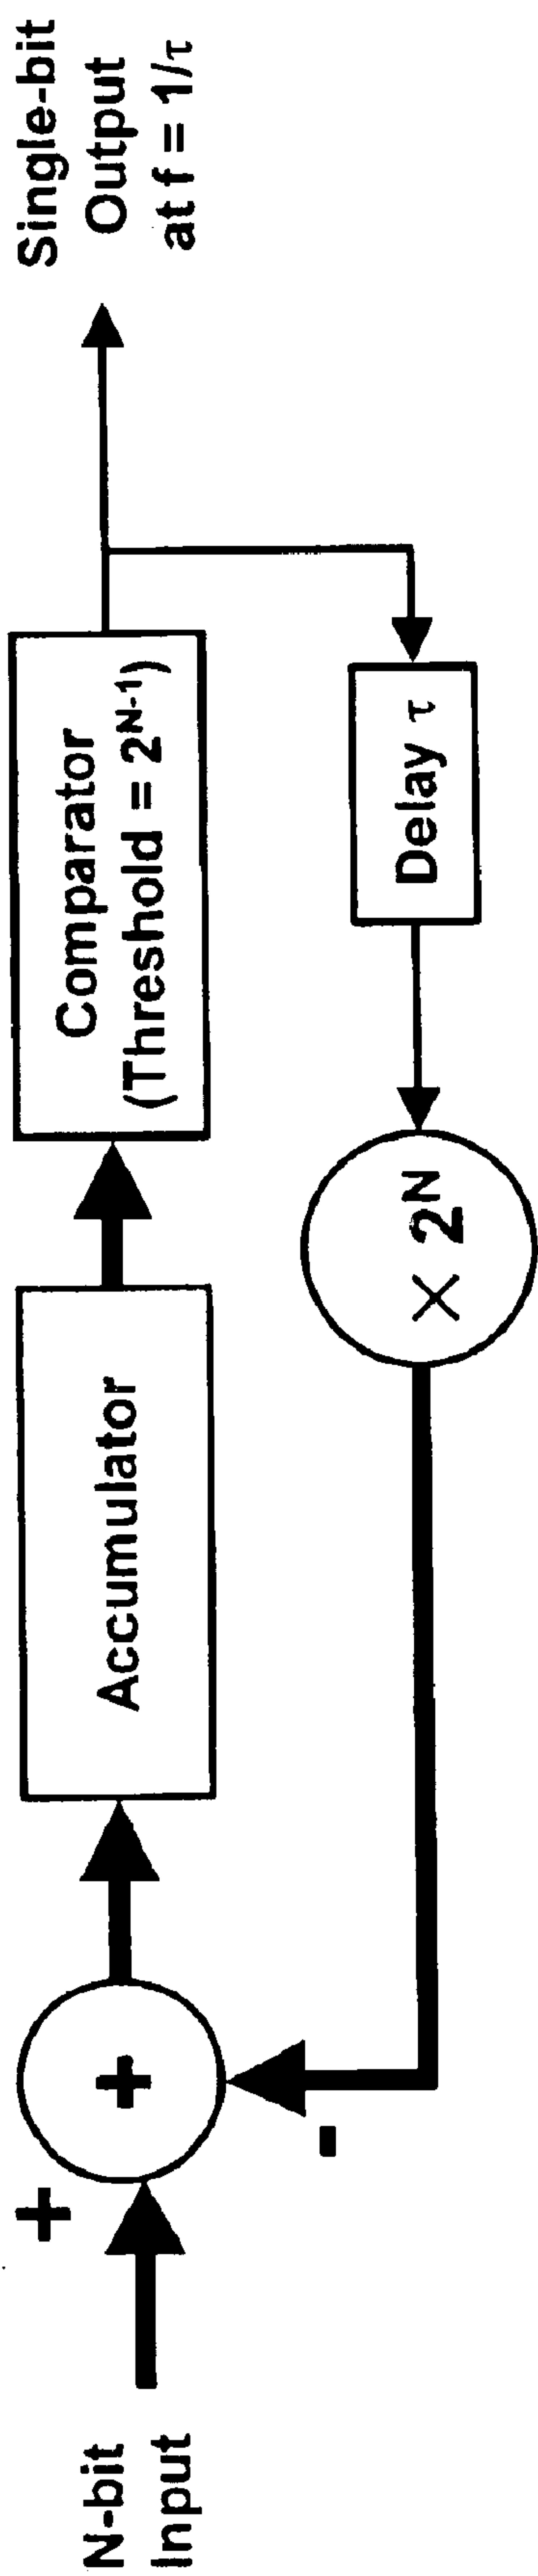 N-bit
Input
+
+
-
Accumulator
Comparator
(Threshold = 2^{N-1})
Single-bit
Output
at f = 1/τ
Delay τ
× 2^N